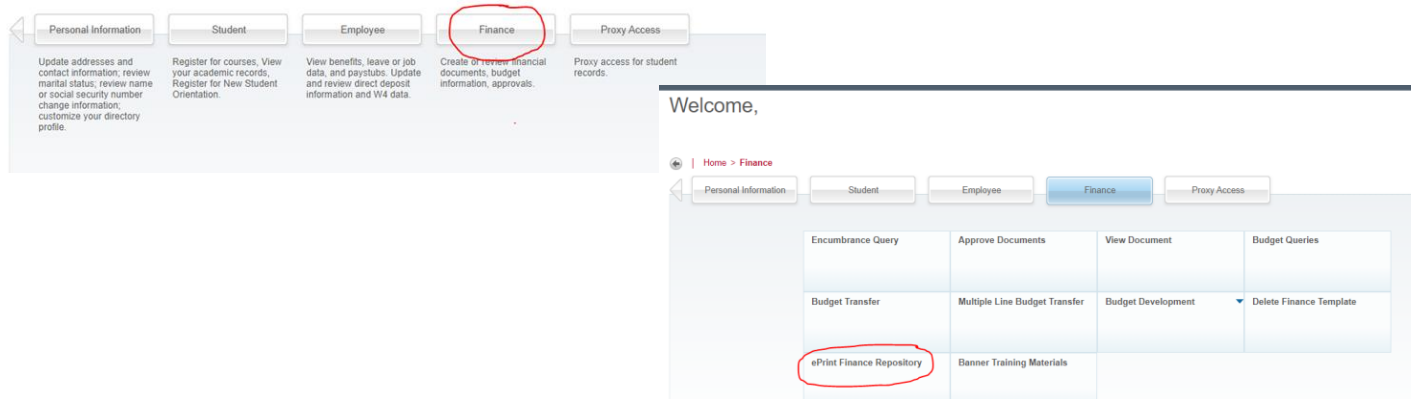 Personal Information
Student
Employee
Finance
Proxy Access
Update addresses and
contact information; review
marital status; review name
or social security number
change information;
customize your directory
profile.
Register for courses, View
your academic records,
Register for New Student
Orientation.
View benefits, leave or job
data, and paystubs. Update
and review direct deposit
information and W4 data.
Create or review financial
documents, budget
information, approvals.
Proxy access for student
records.
Welcome,
| Home > Finance
Personal Information
Student
Employee
Finance
Proxy Access
Encumbrance Query
Approve Documents
View Document
Budget Queries
Budget Transfer
Multiple Line Budget Transfer
Budget Development
Delete Finance Template
ePrint Finance Repository
Banner Training Materials